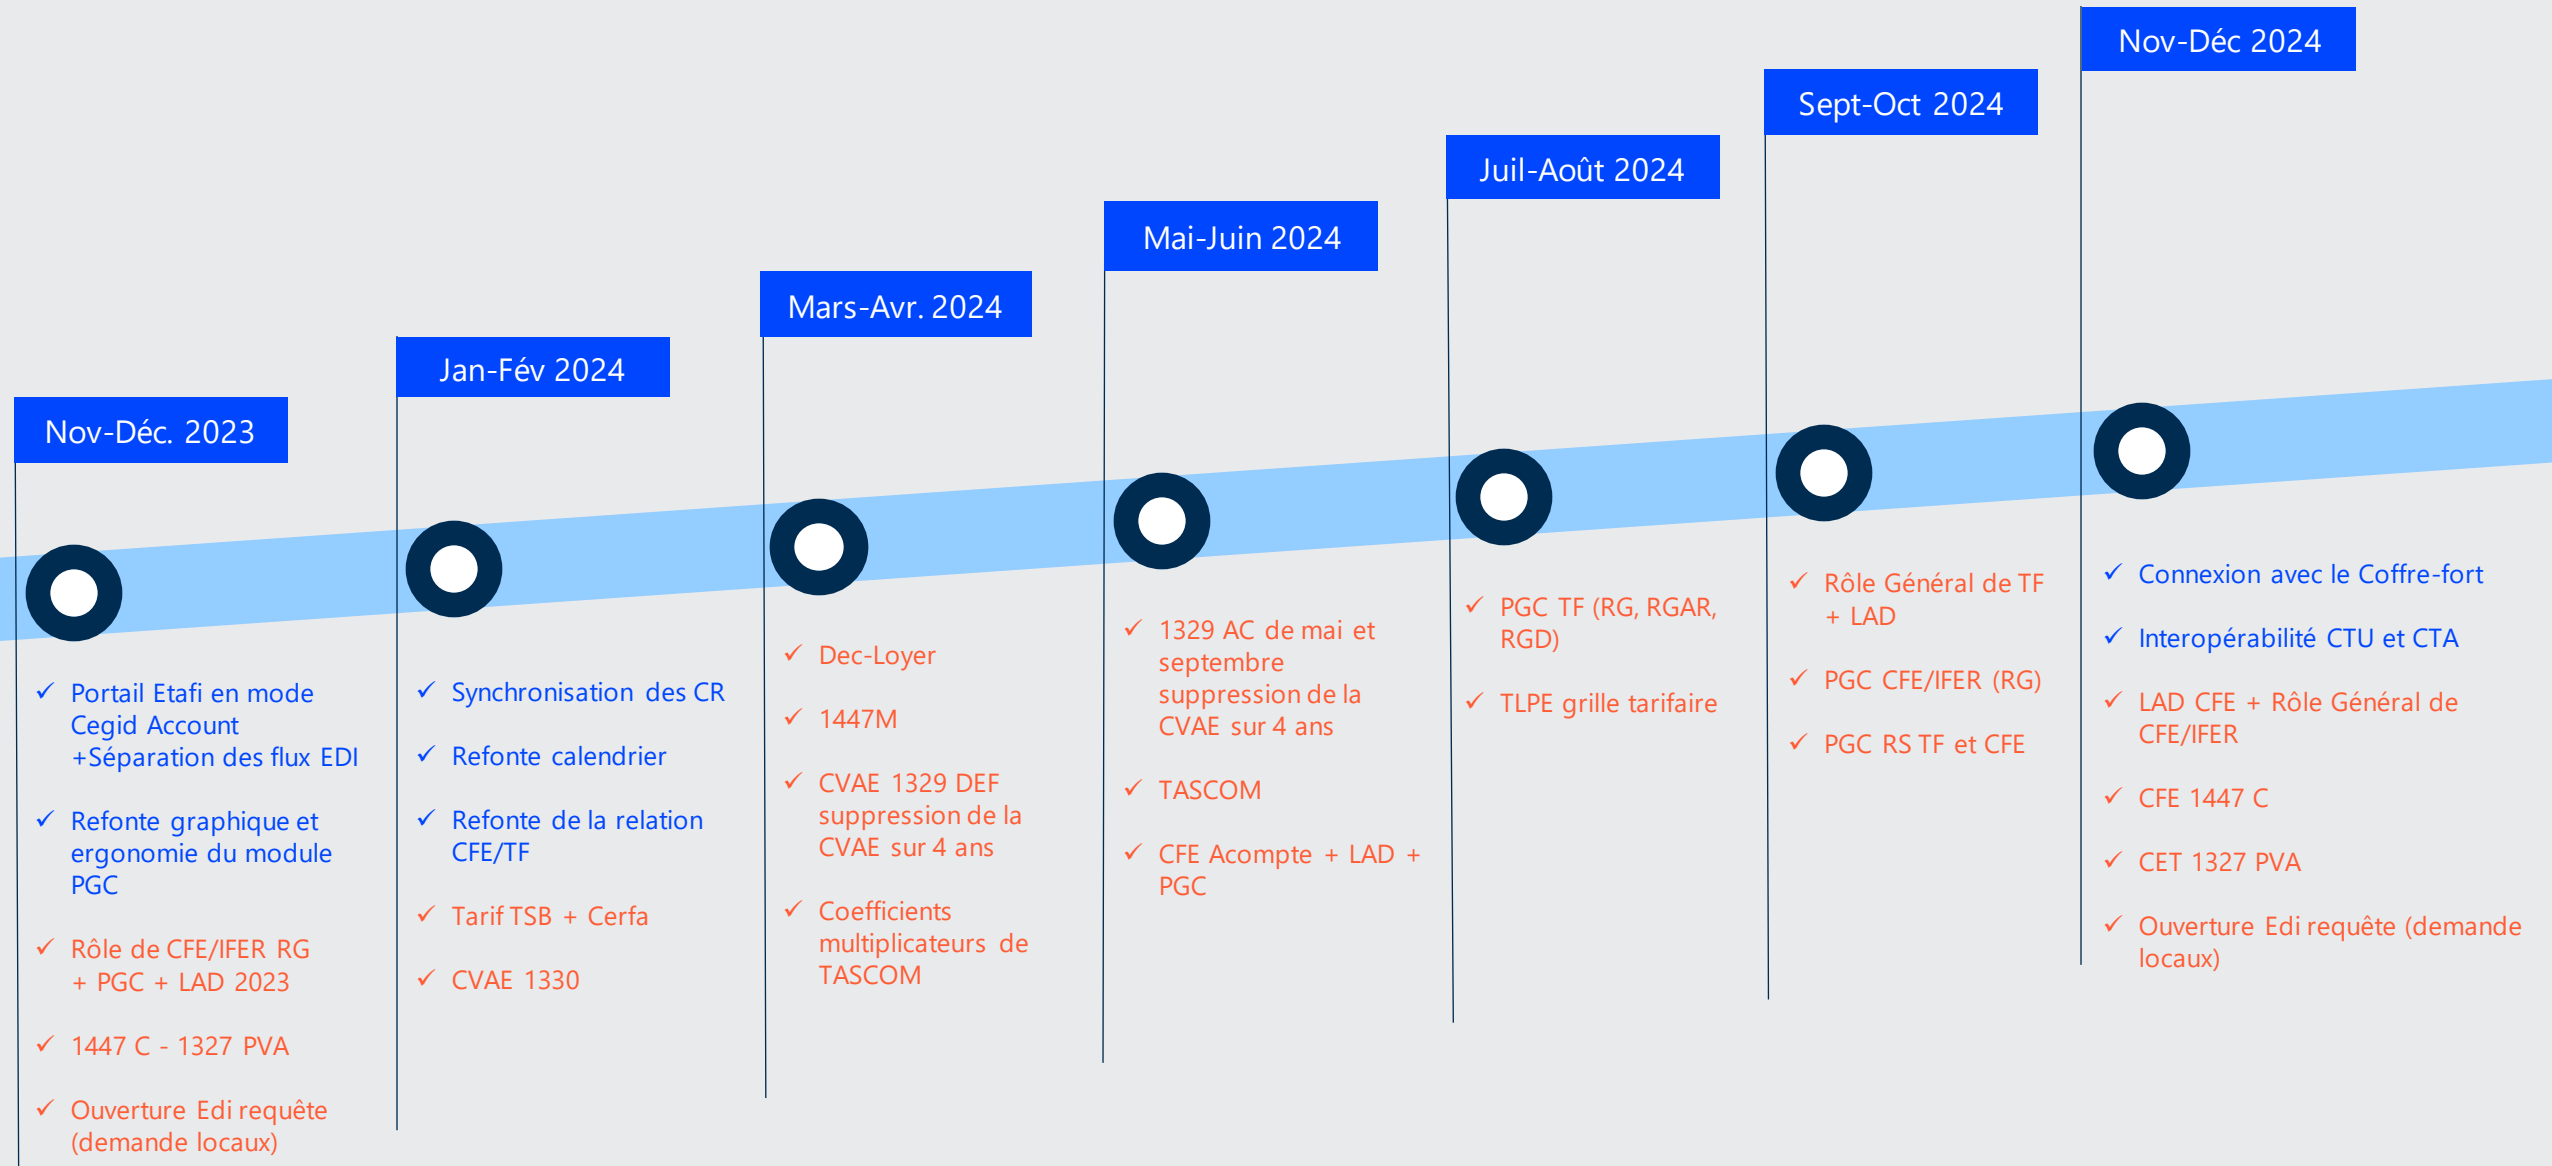 Nov-Déc. 2023
✓ Portail Etafi en mode
Cegid Account
+Séparation des flux EDI
✓ Refonte graphique et
ergonomie du module
PGC
✓ Rôle de CFE/IFER RG
+ PGC + LAD 2023
✓ 1447 C - 1327 PVA
✓ Ouverture Edi requête
(demande locaux)
Jan-Fév 2024
✓ Synchronisation des CR
✓ Refonte calendrier
✓ Refonte de la relation
CFE/TF
✓ Tarif TSB + Cerfa
✓ CVAE 1330
Mars-Avr. 2024
✓ Dec-Loyer
✓ 1447M
✓ CVAE 1329 DEF
suppression de la
CVAE sur 4 ans
✓ Coefficients
multiplicateurs de
TASCOM
Mai-Juin 2024
✓ 1329 AC de mai et
septembre
suppression de la
CVAE sur 4 ans
✓ TASCOM
✓ CFE Acompte + LAD +
PGC
Juil-Août 2024
✓ PGC TF (RG, RGAR,
RGD)
✓ TLPE grille tarifaire
Sept-Oct 2024
✓ Rôle Général de TF
+ LAD
✓ PGC CFE/IFER (RG)
✓ PGC RS TF et CFE
Nov-Déc 2024
✓ Connexion avec le Coffre-fort
✓ Interopérabilité CTU et CTA
✓ LAD CFE + Rôle Général de
CFE/IFER
✓ CFE 1447 C
✓ CET 1327 PVA
✓ Ouverture Edi requête (demande
locaux)